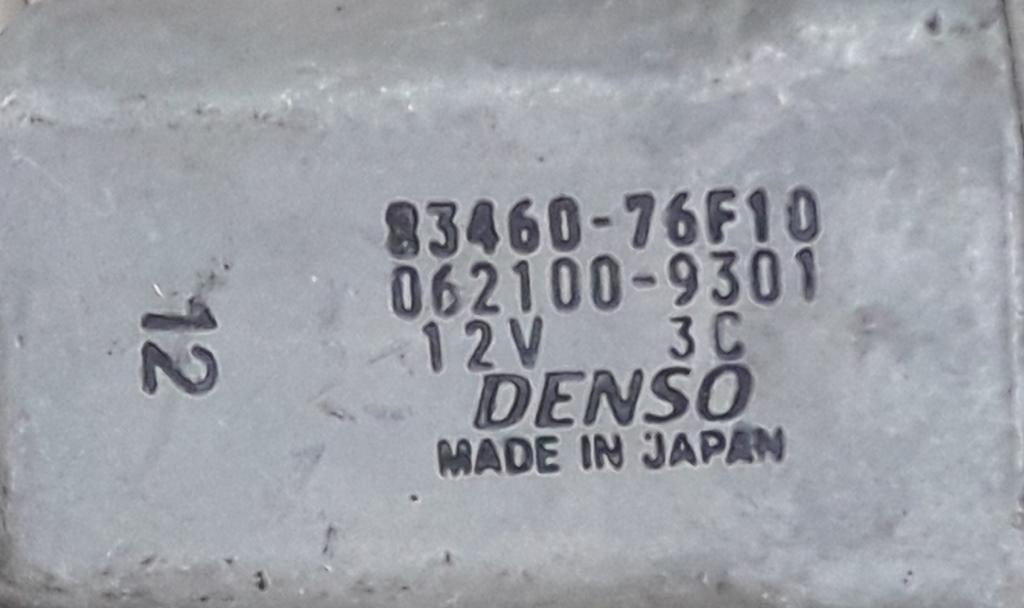 83460-76F10
062100-9301
12V 3C
DENSO
MADE IN JAPAN
12